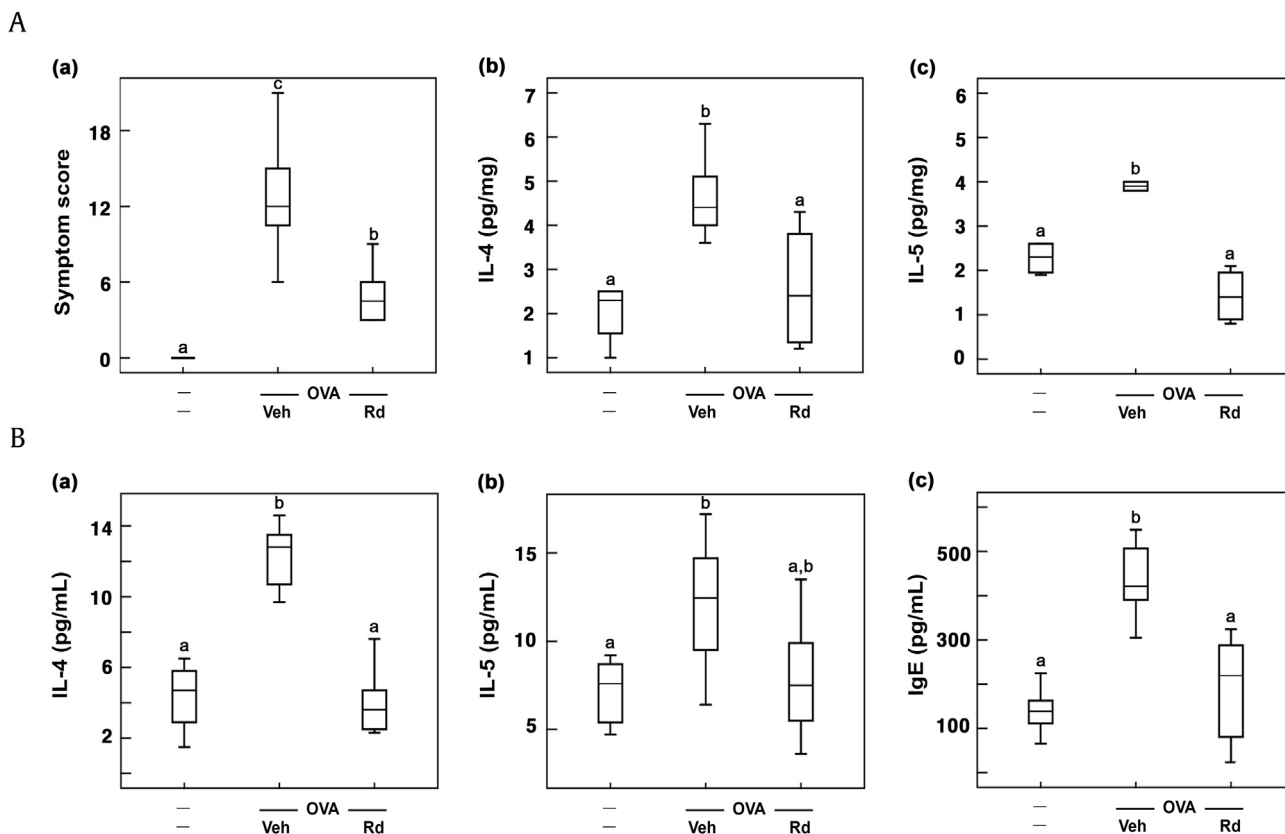 A
(a)
Symptom score
18
12
6
0
a
c
b
— OVA —
— Veh Rd
(b)
IL-4 (pg/mg)
7
6
5
4
3
2
1
a
b
a
— OVA —
— Veh Rd
(c)
IL-5 (pg/mg)
6
5
4
3
2
1
0
a
b
a
— OVA —
— Veh Rd
B
(a)
IL-4 (pg/mL)
14
10
6
2
a
b
a
— OVA —
— Veh Rd
(b)
IL-5 (pg/mL)
15
10
5
a
b
a,b
— OVA —
— Veh Rd
(c)
IgE (pg/mL)
500
300
100
a
b
a
— OVA —
— Veh Rd